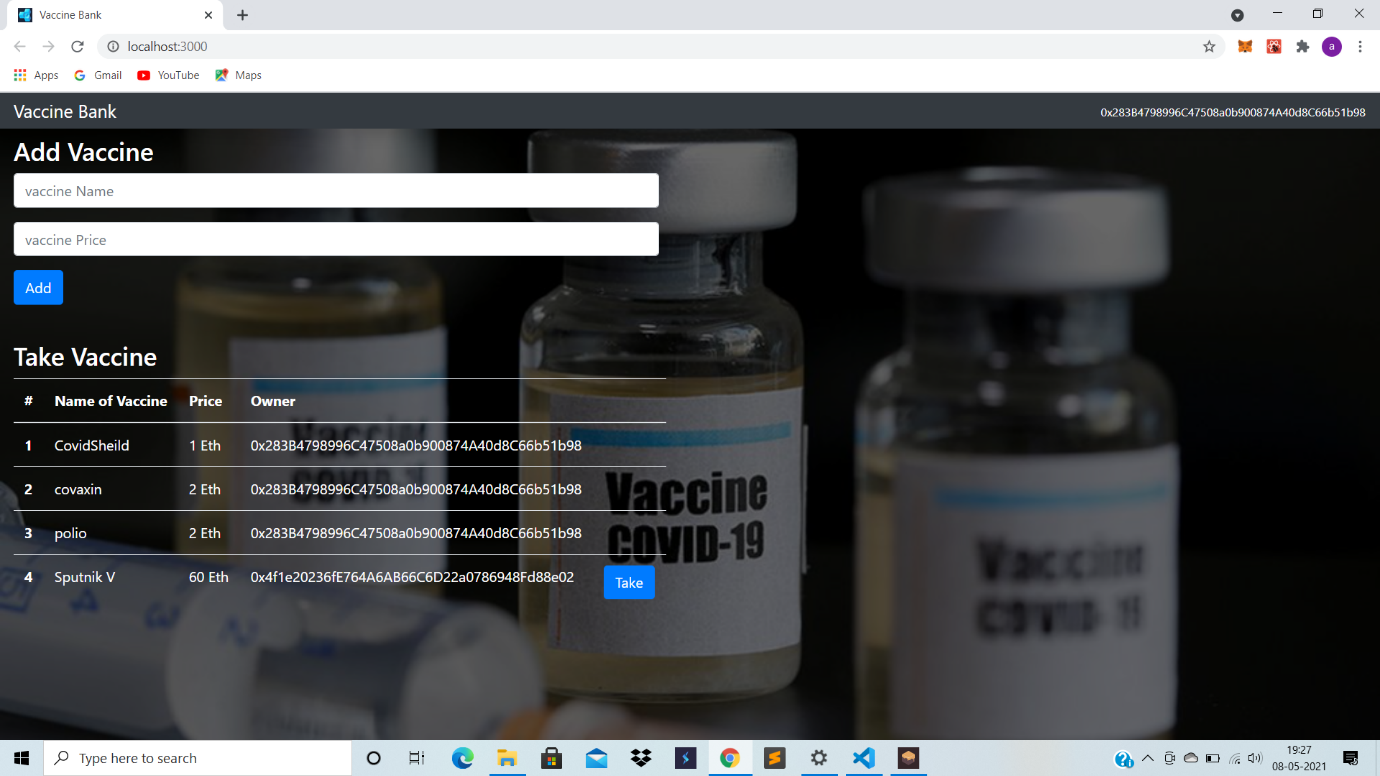 Vaccine Bank
localhost:3000
a
Apps Gmail YouTube Maps
Vaccine Bank
0x283B4798996C47508a0b900874A40d8C66b51b98
Add Vaccine
vaccine Name
vaccine Price
Add
Take Vaccine
# Name of Vaccine Price Owner
1 CovidSheild 1 Eth 0x283B4798996C47508a0b900874A40d8C66b51b98
2 covaxin 2 Eth 0x283B4798996C47508a0b900874A40d8C66b51b98
3 polio 2 Eth 0x283B4798996C47508a0b900874A40d8C66b51b98
4 Sputnik V 60 Eth 0x4f1e20236fE764A6AB66C6D22a0786948Fd88e02 Take
Vaccine
COVID-19
Vaccine
COVID-19
Type here to search
19:27
08-05-2021